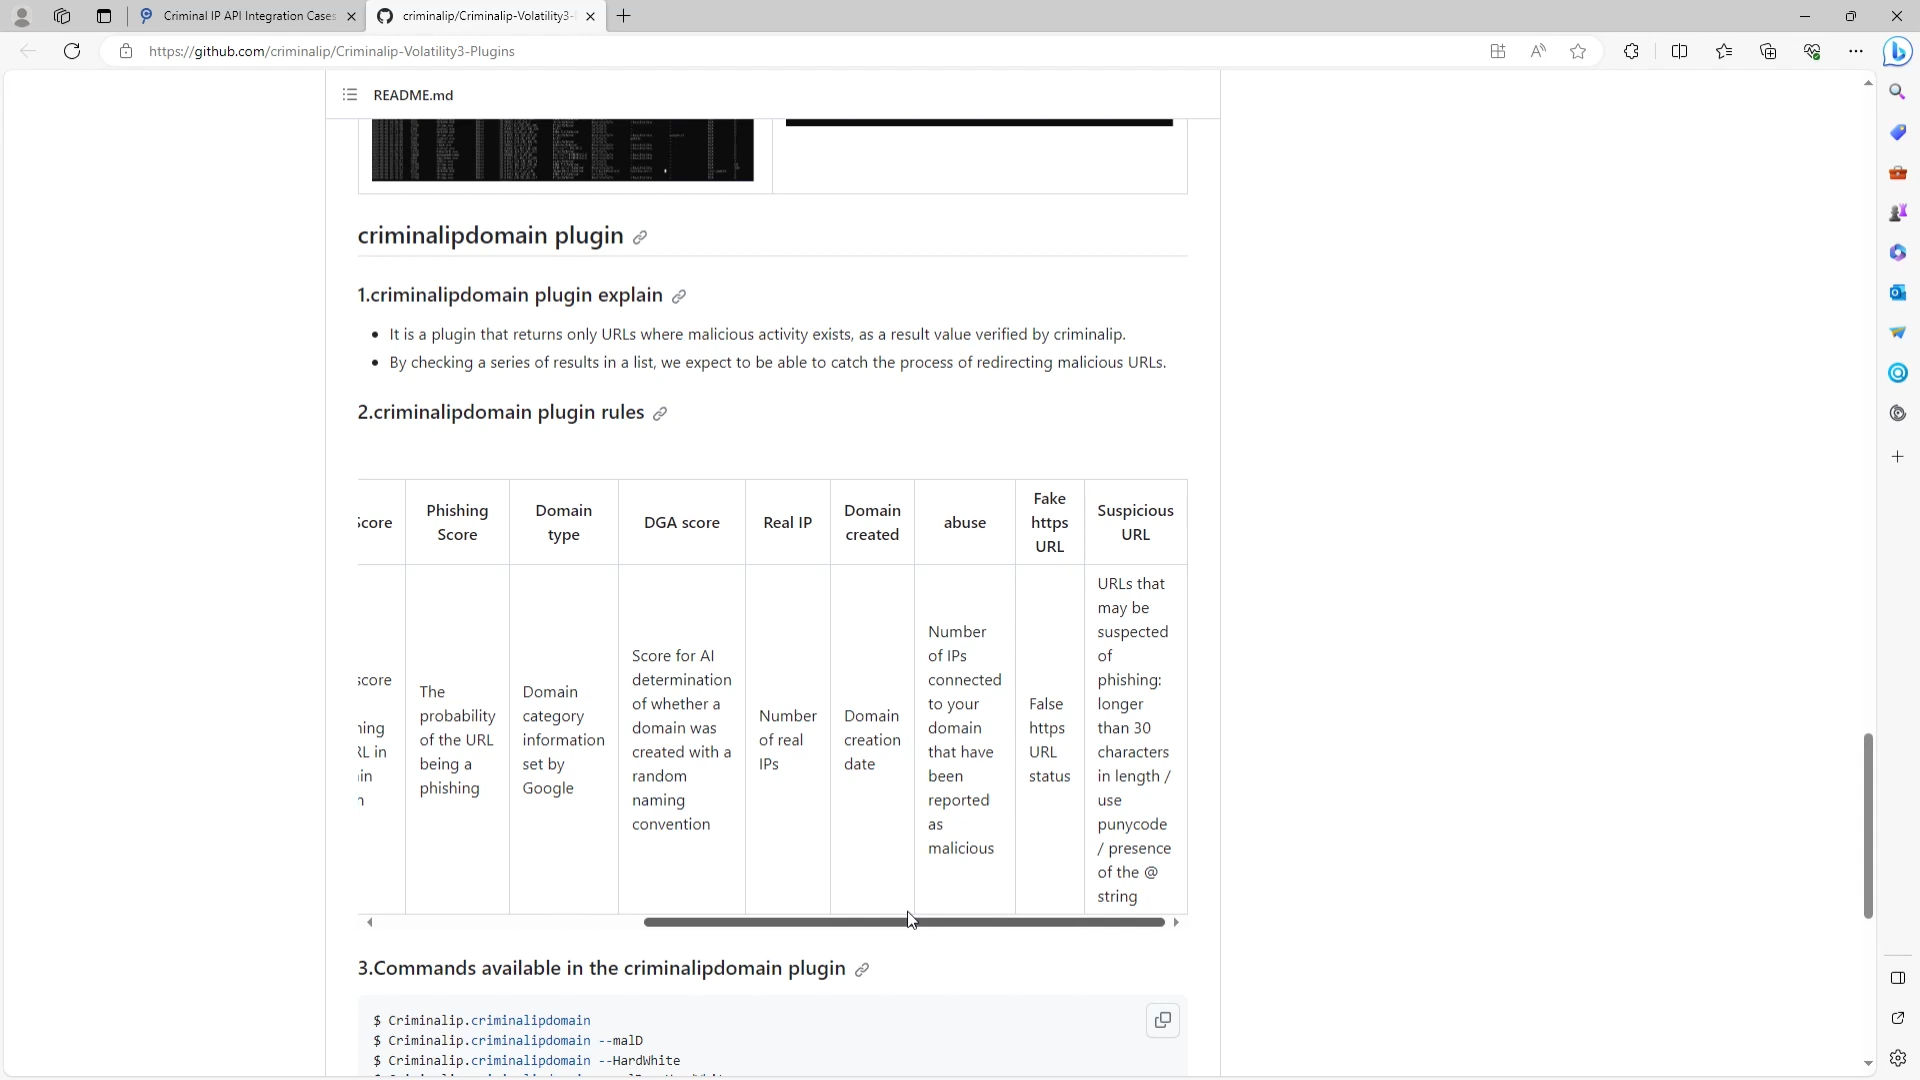 Criminal IP API Integration Cases
criminalip/Criminalip-Volatility3-
https://github.com/criminalip/Criminalip-Volatility3-Plugins
README.md
criminalipdomain plugin
1.criminalipdomain plugin explain
It is a plugin that returns only URLs where malicious activity exists, as a result value verified by criminalip.
By checking a series of results in a list, we expect to be able to catch the process of redirecting malicious URLs.
2.criminalipdomain plugin rules
Score
Phishing
Score
Domain
type
DGA score
Real IP
Domain
created
abuse
Fake
https
URL
Suspicious
URL
score
The
probability
of the URL
being a
phishing
Domain
category
information
set by
Google
Score for AI
determination
of whether a
domain was
created with a
random
naming
convention
Number
of real
IPs
Domain
creation
date
Number
of IPs
connected
to your
domain
that have
been
reported
as
malicious
False
https
URL
status
URLs that
may be
suspected
of
phishing:
longer
than 30
characters
in length /
use
punycode
/ presence
of the @
string
3.Commands available in the criminalipdomain plugin
$ Criminalip.criminalipdomain
$ Criminalip.criminalipdomain --malD
$ Criminalip.criminalipdomain --HardWhite